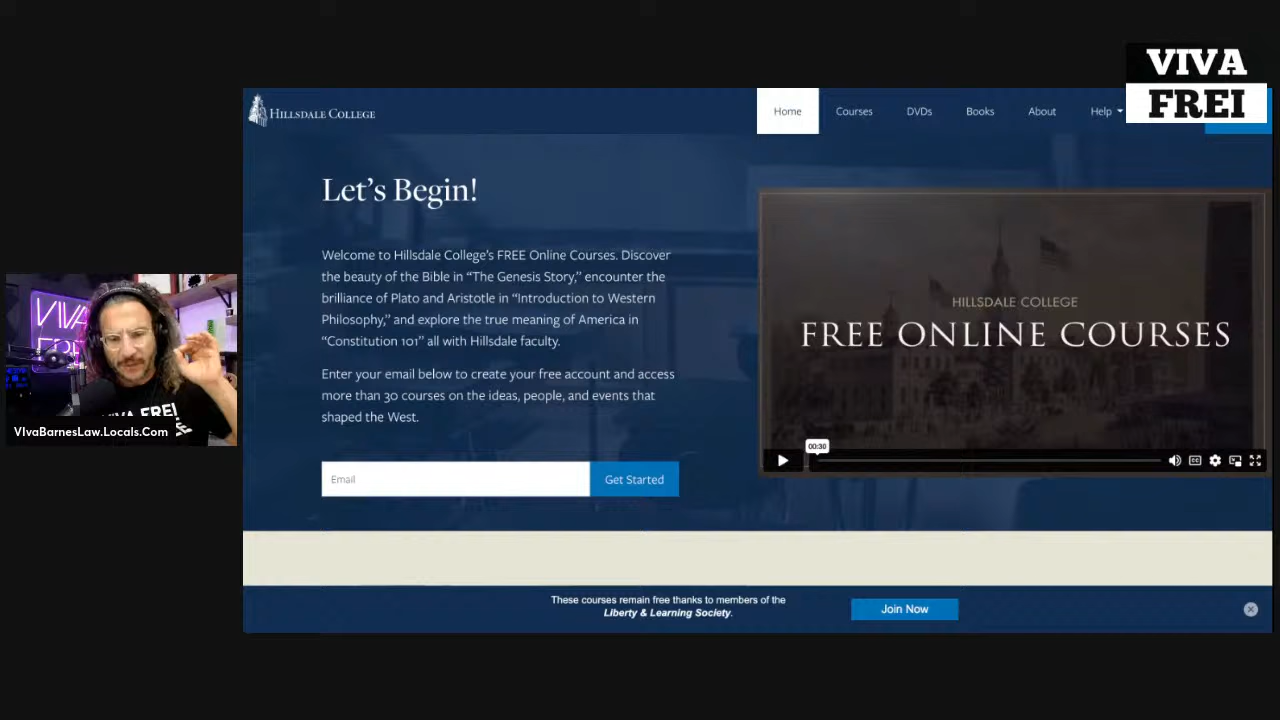 VIVA
FREI
HILLSDALE COLLEGE
Home
Courses
DVDs
Books
About
Help
Let's Begin!
Welcome to Hillsdale College's FREE Online Courses. Discover
the beauty of the Bible in “The Genesis Story,” encounter the
brilliance of Plato and Aristotle in “Introduction to Western
Philosophy,” and explore the true meaning of America in
“Constitution 101” all with Hillsdale faculty.
Enter your email below to create your free account and access
more than 30 courses on the ideas, people, and events that
shaped the West.
Email
Get Started
HILLSDALE COLLEGE
FREE ONLINE COURSES
00:30
CC
VIVA
FREI
VIVA FREI
VIvaBarnesLaw.Locals.Com
These courses remain free thanks to members of the
Liberty & Learning Society.
Join Now